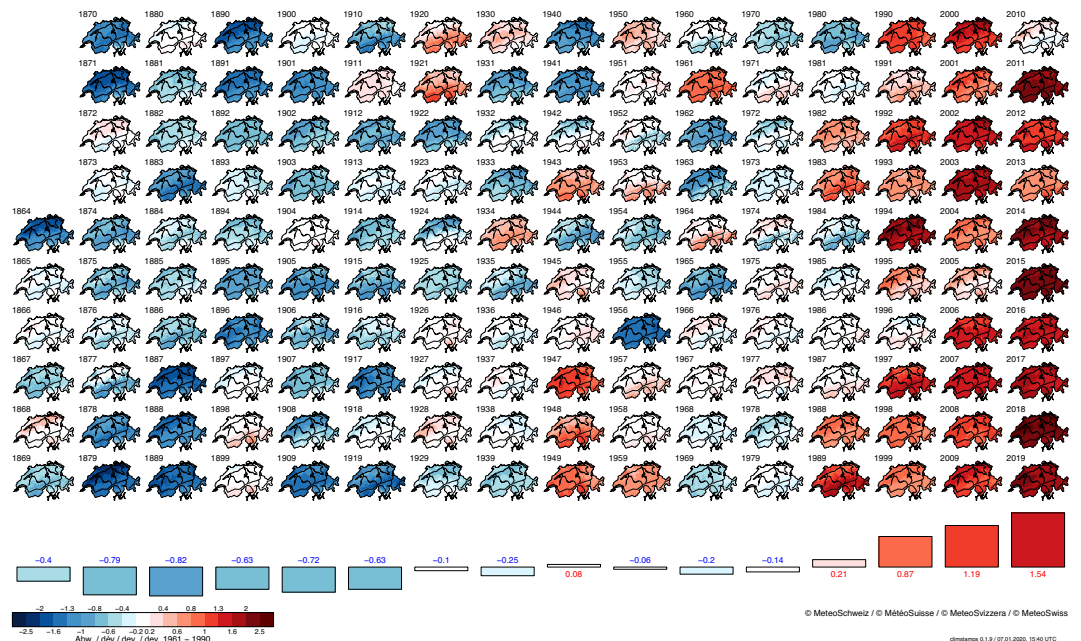 1870 1880 1890 1900 1910 1920 1930 1940 1950 1960 1970 1980 1990 2000 2010
1871 1881 1891 1901 1911 1921 1931 1941 1951 1961 1971 1981 1991 2001 2011
1872 1882 1892 1902 1912 1922 1932 1942 1952 1962 1972 1982 1992 2002 2012
1873 1883 1893 1903 1913 1923 1933 1943 1953 1963 1973 1983 1993 2003 2013
1864 1874 1884 1894 1904 1914 1924 1934 1944 1954 1964 1974 1984 1994 2004 2014
1865 1875 1885 1895 1905 1915 1925 1935 1945 1955 1965 1975 1985 1995 2005 2015
1866 1876 1886 1896 1906 1916 1926 1936 1946 1956 1966 1976 1986 1996 2006 2016
1867 1877 1887 1897 1907 1917 1927 1937 1947 1957 1967 1977 1987 1997 2007 2017
1868 1878 1888 1898 1908 1918 1928 1938 1948 1958 1968 1978 1988 1998 2008 2018
1869 1879 1889 1899 1909 1919 1929 1939 1949 1959 1969 1979 1989 1999 2009 2019
−0.4 −0.79 −0.82 −0.63 −0.72 −0.63 −0.1 −0.25 −0.06 −0.2 −0.14
0.08 0.21 0.87 1.19 1.54
−2 −1.3 −0.8 −0.4 0.4 0.8 1.3 2
−2.5 −1.6 −1 −0.6 −0.2 0.2 0.6 1 1.6 2.5
Abw. / dév / dev. / dev. 1961 − 1990
© MeteoSchweiz / © MétéoSuisse / © MeteoSvizzera / © MeteoSwiss
climstamps 0.1.9 / 07.01.2020, 15:40 UTC